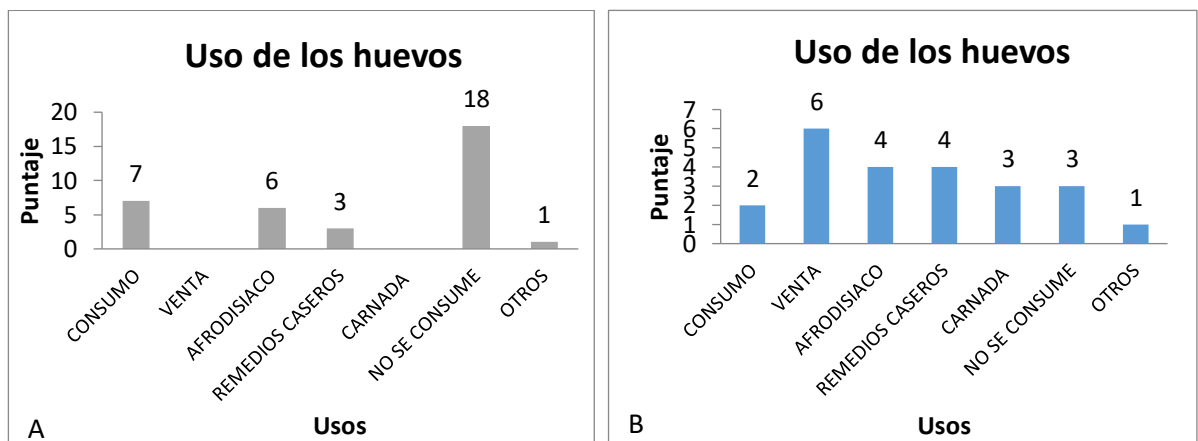 Uso de los huevos
Puntaje
20
15
10
5
0
7
6
3
18
1
CONSUMO
VENTA
AFRODISIACO
REMEDIOS CASEROS
CARNADA
NO SE CONSUME
OTROS
Usos
A
Uso de los huevos
Puntaje
7
6
5
4
3
2
1
0
2
6
4
4
3
3
1
CONSUMO
VENTA
AFRODISIACO
REMEDIOS CASEROS
CARNADA
NO SE CONSUME
OTROS
Usos
B